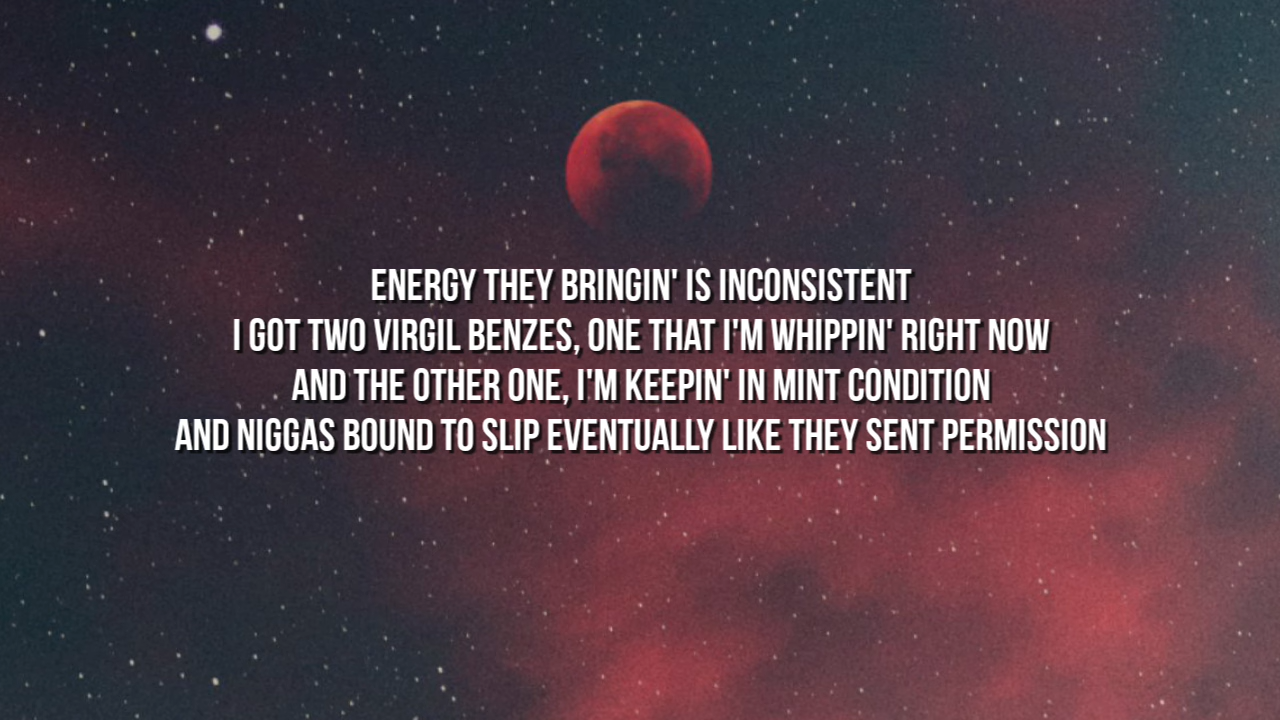 ENERGY THEY BRINGIN' IS INCONSISTENT
I GOT TWO VIRGIL BENZES, ONE THAT I'M WHIPPIN' RIGHT NOW
AND THE OTHER ONE, I'M KEEPIN' IN MINT CONDITION
AND NIGGAS BOUND TO SLIP EVENTUALLY LIKE THEY SENT PERMISSION